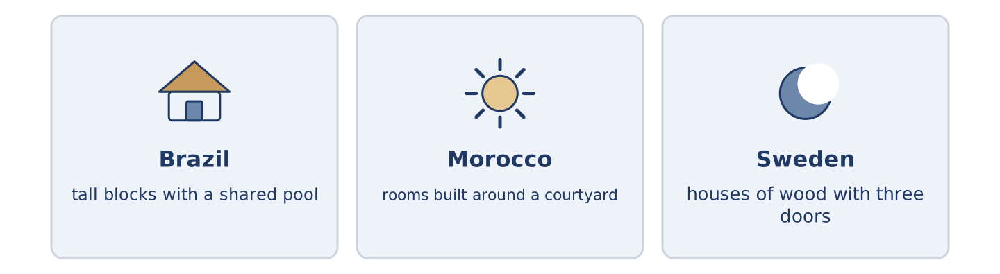 Brazil
tall blocks with a shared pool
Morocco
rooms built around a courtyard
Sweden
houses of wood with three
doors